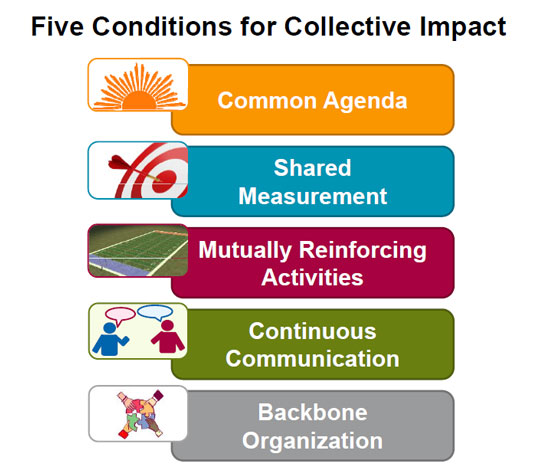 Five Conditions for Collective Impact
Common Agenda
Shared
Measurement
Mutually Reinforcing
Activities
Continuous
Communication
Backbone
Organization